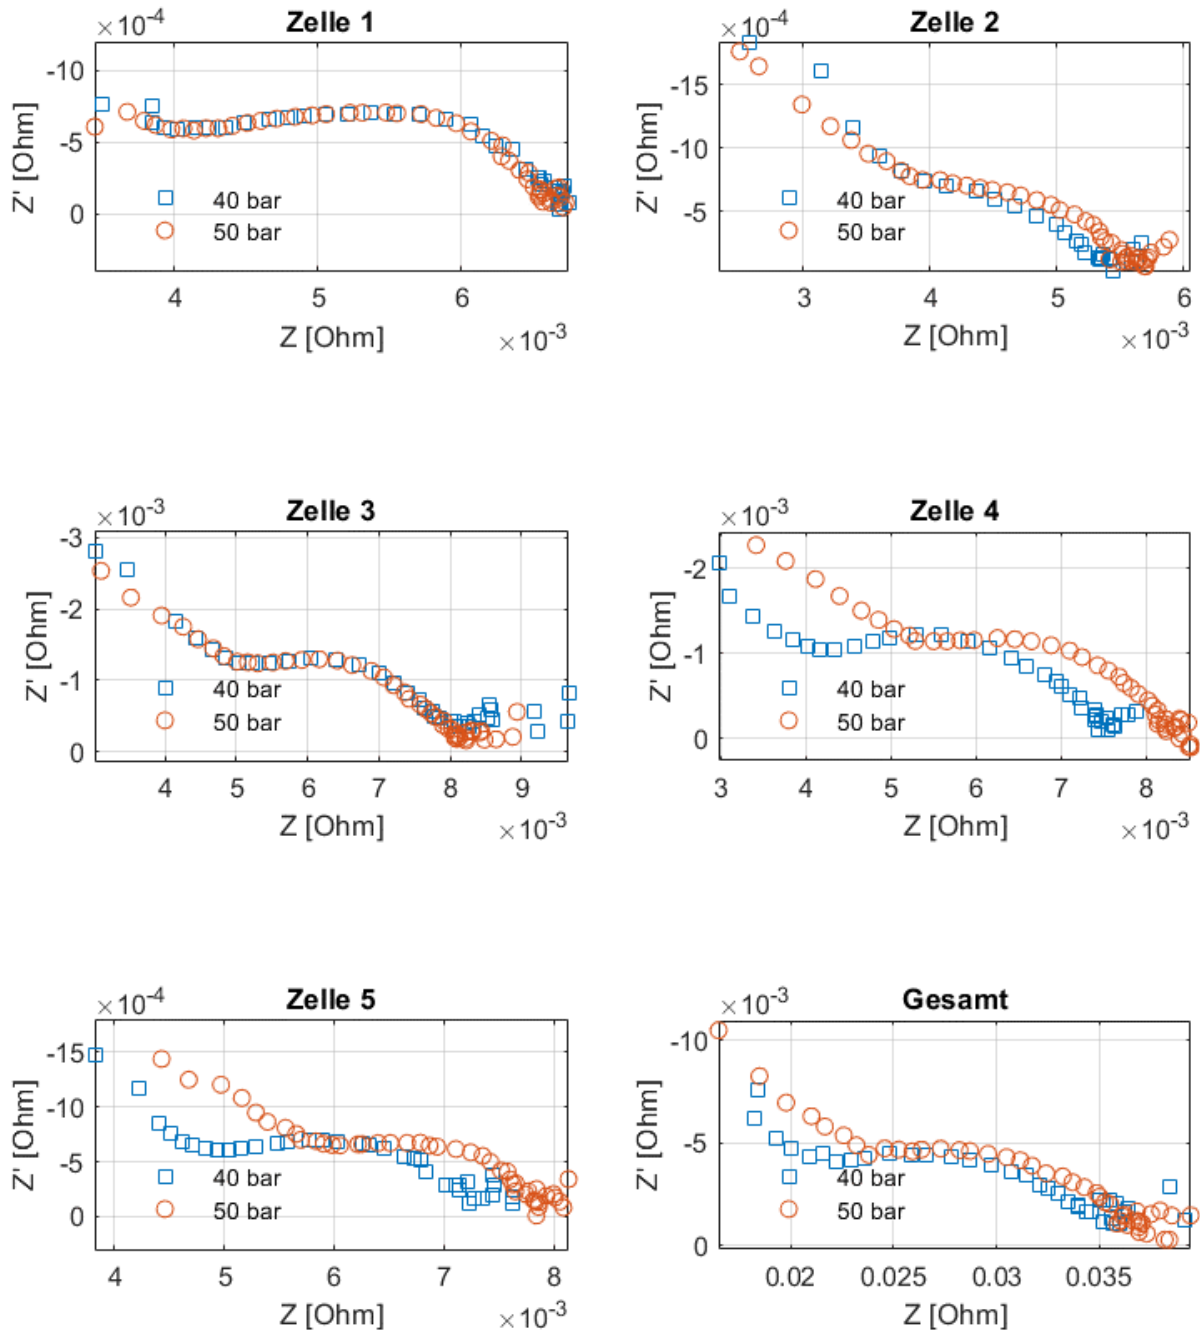 Zelle 1
×10-4
-10
-5
0
Z' [Ohm]
40 bar
50 bar
4 5 6
Z [Ohm]
×10-3
Zelle 2
×10-4
-15
-10
-5
Z' [Ohm]
40 bar
50 bar
3 4 5 6
Z [Ohm]
×10-3
Zelle 3
×10-3
-3
-2
-1
0
Z' [Ohm]
40 bar
50 bar
4 5 6 7 8 9
Z [Ohm]
×10-3
Zelle 4
×10-3
-2
-1
0
Z' [Ohm]
40 bar
50 bar
3 4 5 6 7 8
Z [Ohm]
×10-3
Zelle 5
×10-4
-15
-10
-5
0
Z' [Ohm]
40 bar
50 bar
4 5 6 7 8
Z [Ohm]
×10-3
Gesamt
×10-3
-10
-5
0
Z' [Ohm]
40 bar
50 bar
0.02 0.025 0.03 0.035
Z [Ohm]